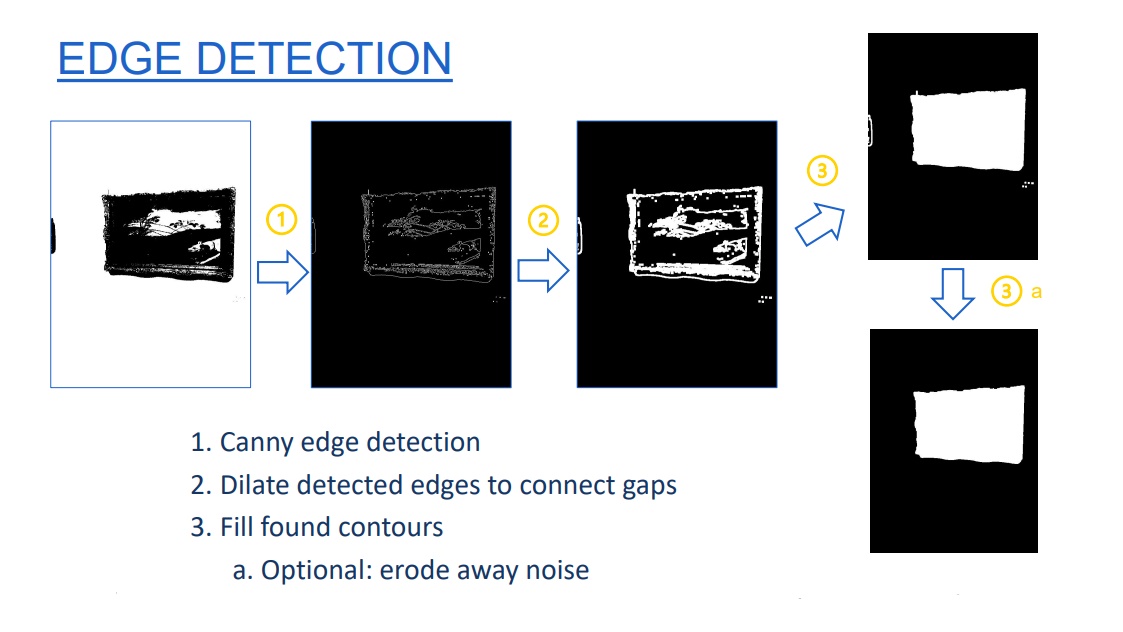 EDGE DETECTION
1
2
3
3 a
1. Canny edge detection
2. Dilate detected edges to connect gaps
3. Fill found contours
a. Optional: erode away noise